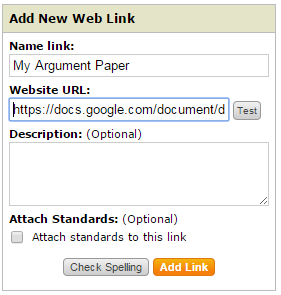 Add New Web Link
Name link:
My Argument Paper
Website URL:
https://docs.google.com/document/d
Test
Description: (Optional)
Attach Standards: (Optional)
Attach standards to this link
Check Spelling Add Link